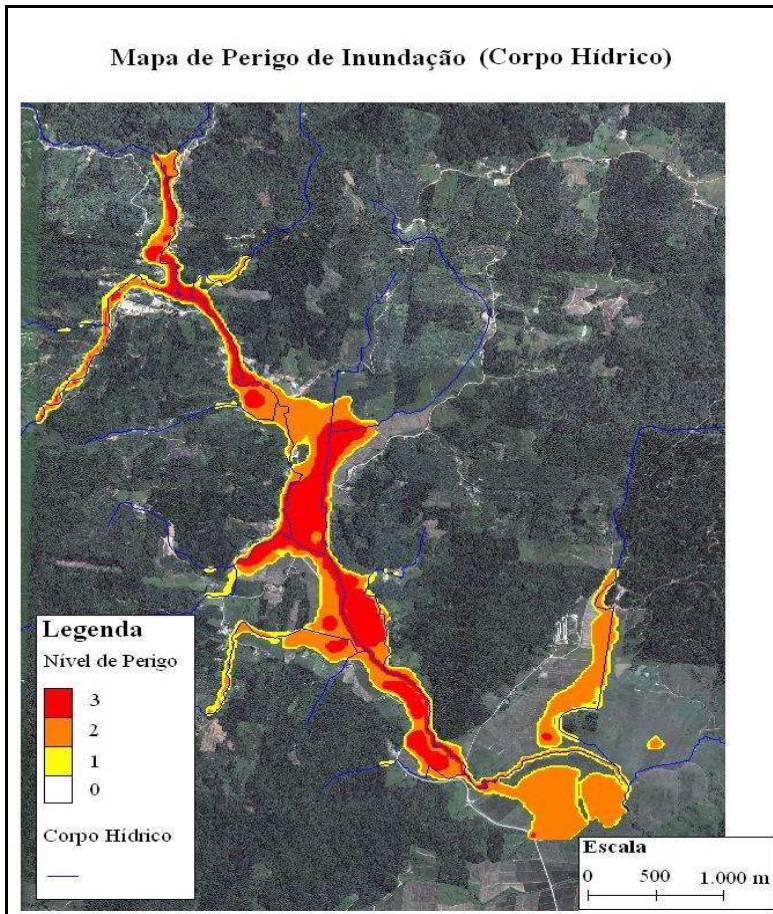 Mapa de Perigo de Inundação (Corpo Hídrico)
Legenda
Nível de Perigo
3
2
1
0
Corpo Hídrico
Escala
0 500 1.000 m